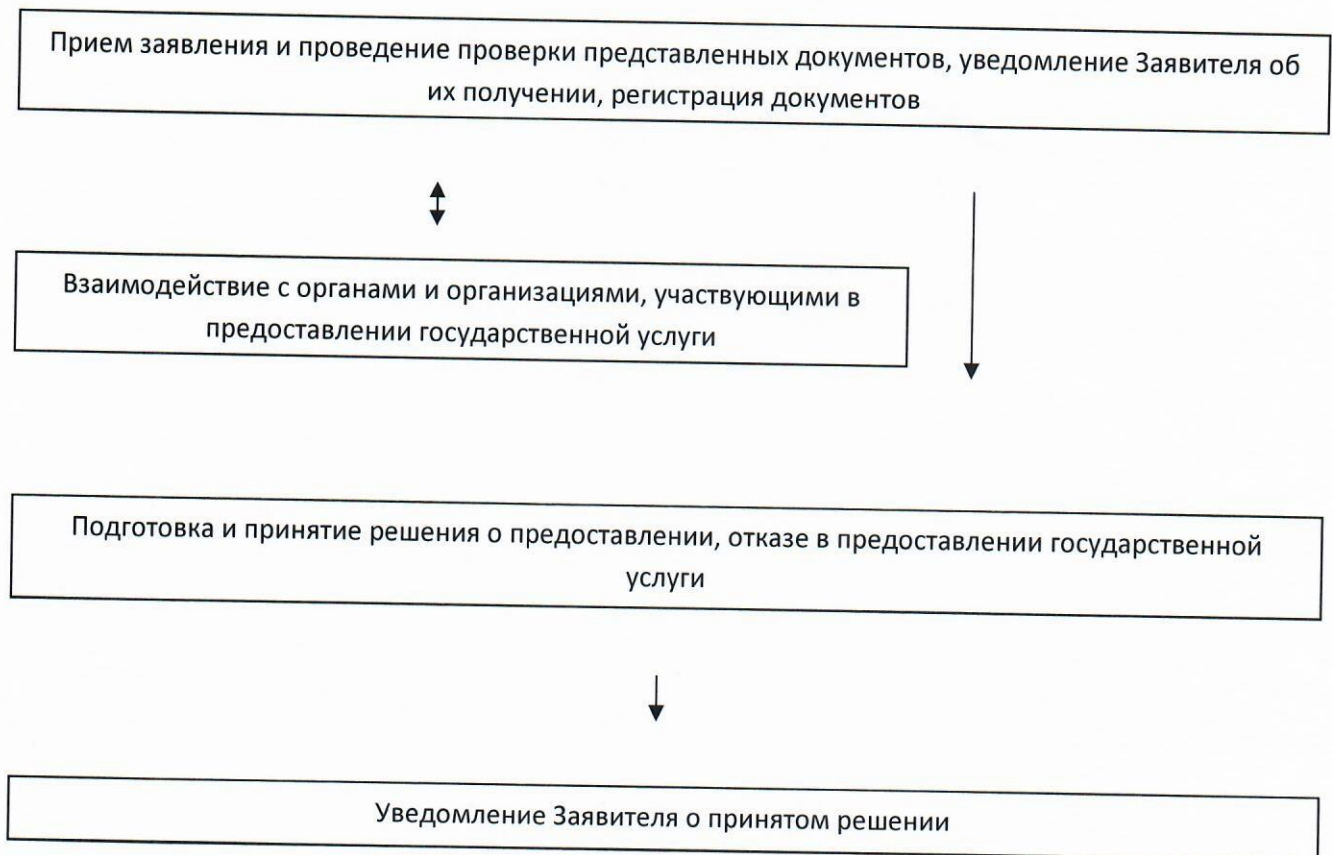 Прием заявления и проведение проверки представленных документов, уведомление Заявителя об
их получении, регистрация документов
Взаимодействие с органами и организациями, участвующими в
предоставлении государственной услуги
Подготовка и принятие решения о предоставлении, отказе в предоставлении государственной
услуги
Уведомление Заявителя о принятом решении